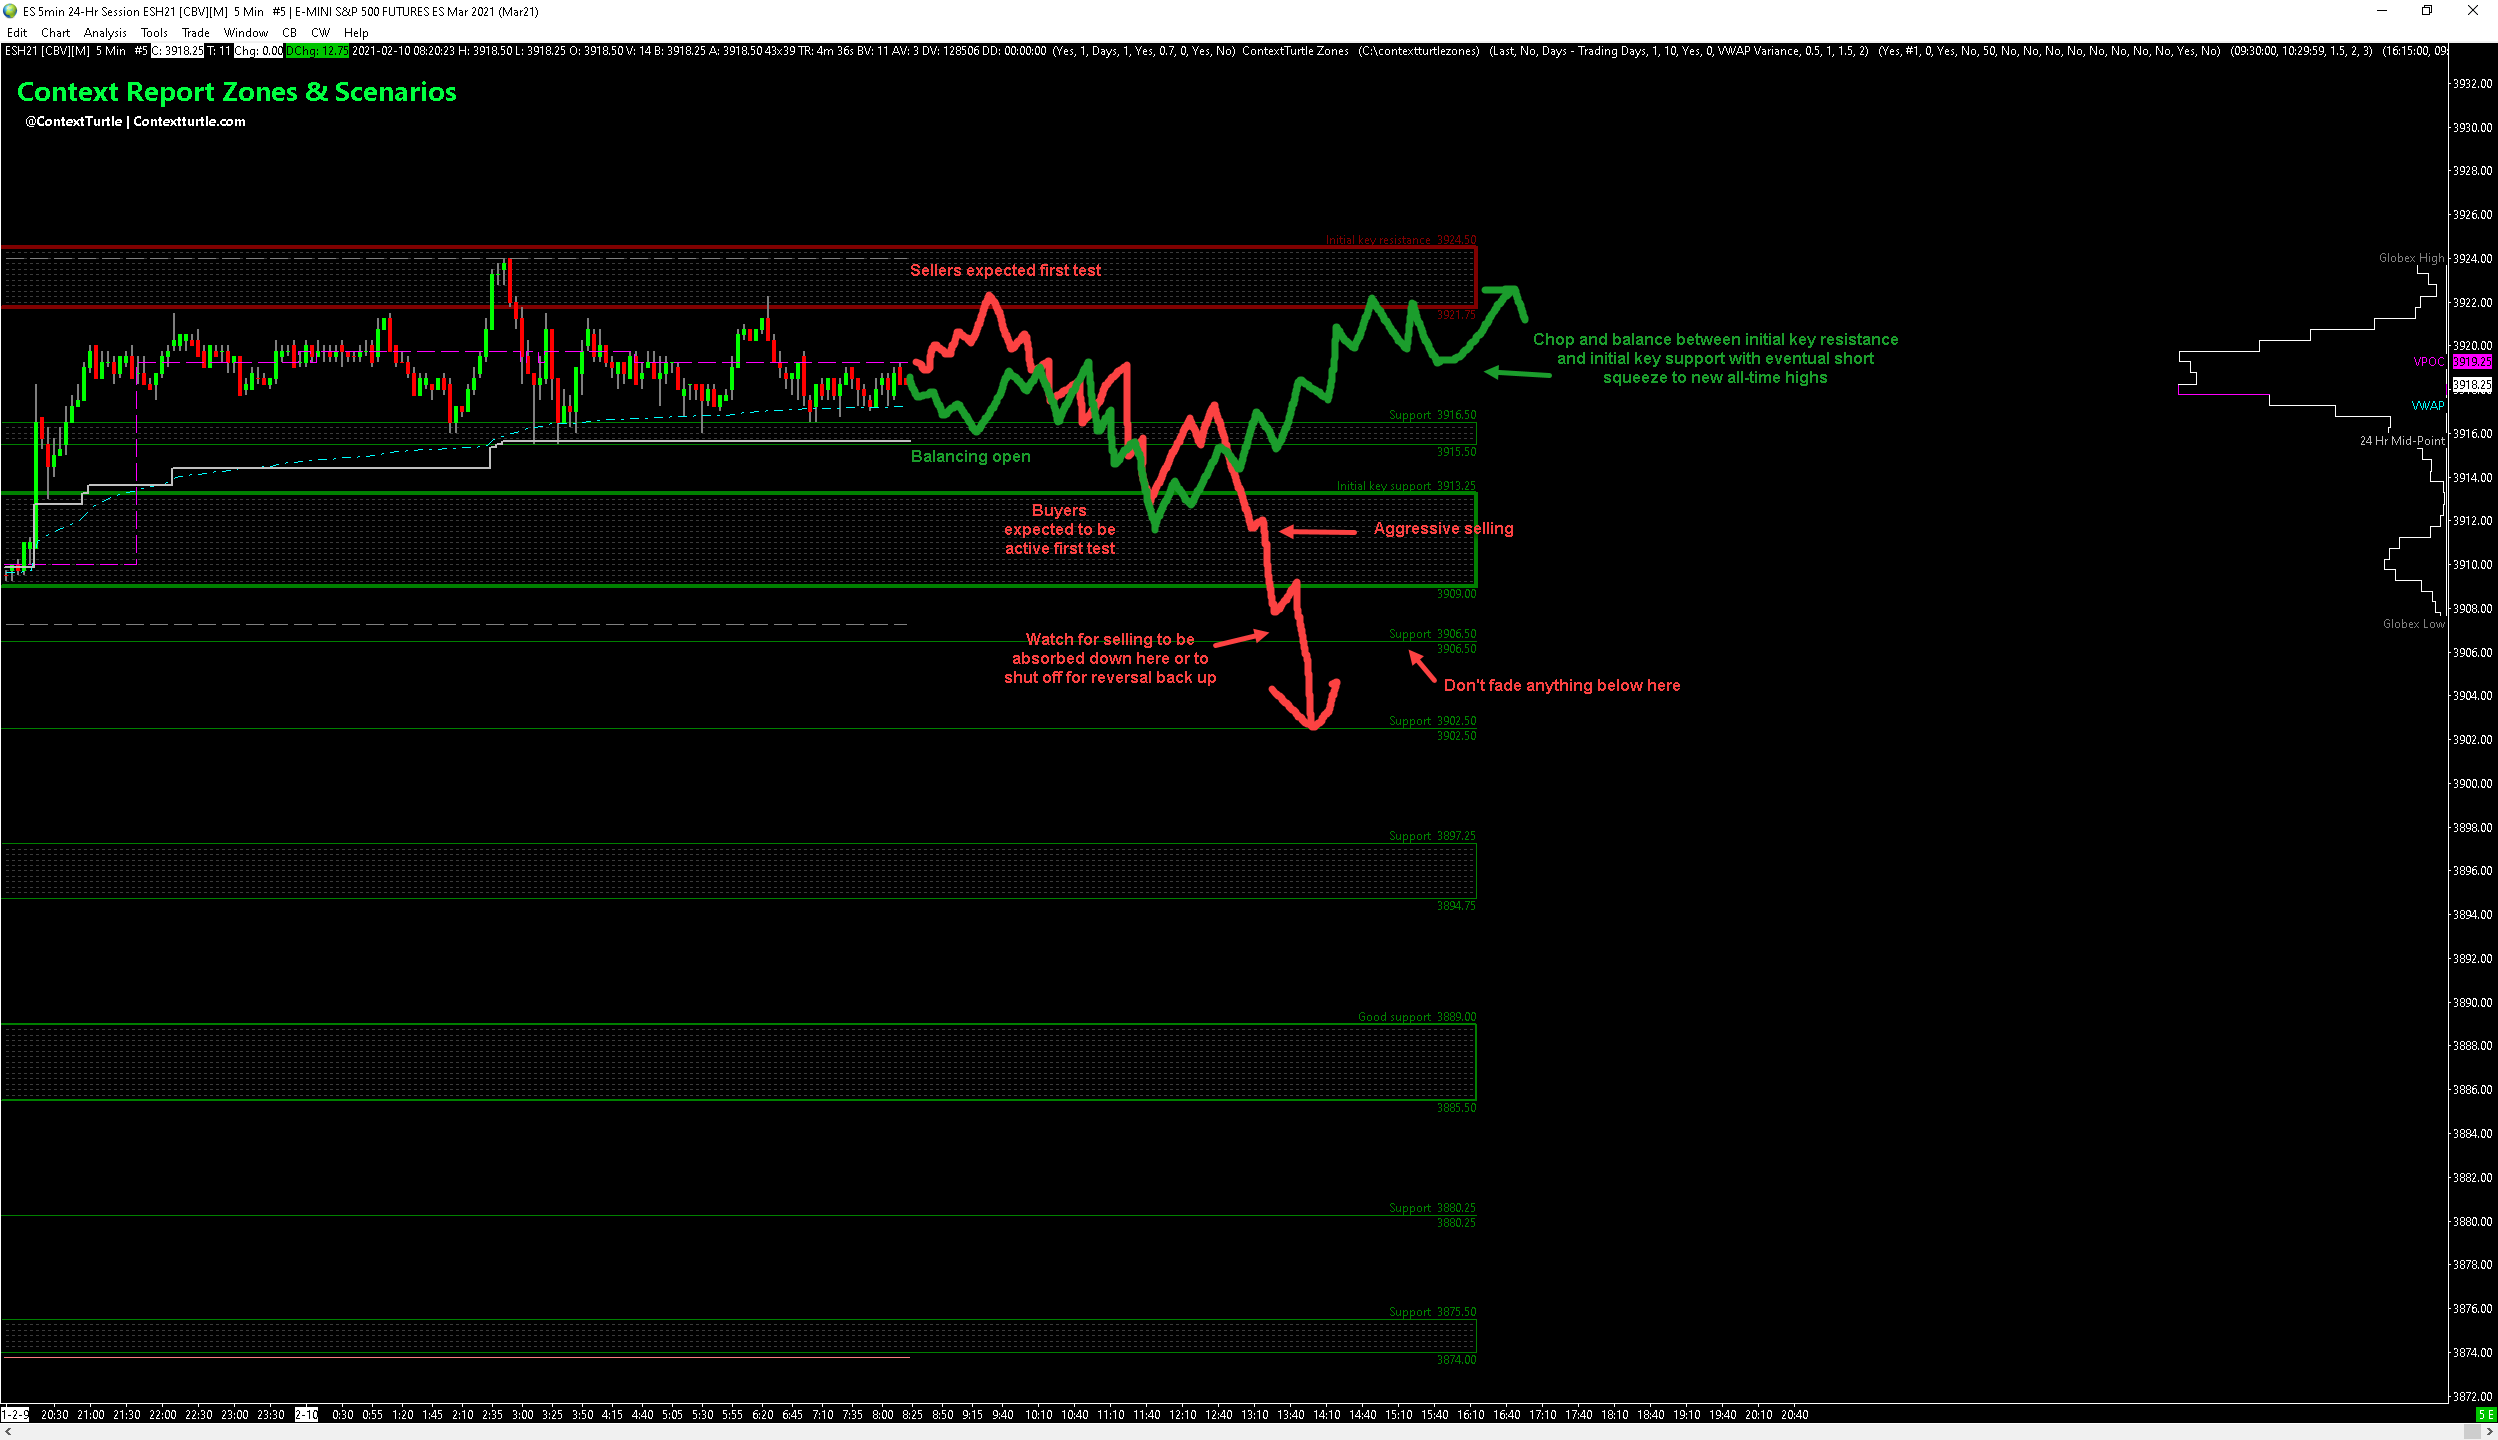 ES 5min 24-Hr Session ESH21 [CBV][M] 5 Min #5 | E-MINI S&P 500 FUTURES ES Mar 2021 (Mar21)
Edit Chart Analysis Tools Trade Window CB CW Help
ESH21 [CBV][M] 5 Min #5 C: 3918.25 T: 11 Chg: 0.00 DChg: 12.75 2021-02-10 08:20:23 H: 3918.50 L: 3918.25 O: 3918.50 V: 14 B: 3918.25 A: 3918.50 43x39 TR: 4m 36s BV: 11 AV: 3 DV: 128506 DD: 00:00:00 (Yes, 1, Days, 1, Yes, 0.7, 0, Yes, No) ContextTurtle Zones (C:\contextturtlezones) (Last, No, Days - Trading Days, 1, 10, Yes, 0, VWAP Variance, 0.5, 1, 1.5, 2) (Yes, #1, 0, Yes, No, 50, No, No, No, No, No, No, No, No, Yes, No) (09:30:00, 10:29:59, 1.5, 2, 3) (16:15:00, 09:
Context Report Zones & Scenarios
@ContextTurtle | Contextturtle.com
Initial key resistance 3924.50
Sellers expected first test
3921.75
Chop and balance between initial key resistance
and initial key support with eventual short
squeeze to new all-time highs
Support 3916.50
3915.50
Balancing open
Initial key support 3913.25
Buyers
expected to be
active first test
Aggressive selling
3909.00
Support 3906.50
3906.50
Watch for selling to be
absorbed down here or to
shut off for reversal back up
Don't fade anything below here
Support 3902.50
3902.50
Support 3897.25
3894.75
Good support 3889.00
3885.50
Support 3880.25
3880.25
Support 3875.50
3874.00
Globex High
VPOC
VWAP
24 Hr Mid-Point
Globex Low
3932.00
3930.00
3928.00
3926.00
3924.00
3922.00
3920.00
3919.25
3918.25
3916.00
3914.00
3912.00
3910.00
3908.00
3906.00
3904.00
3902.00
3900.00
3898.00
3896.00
3894.00
3892.00
3890.00
3888.00
3886.00
3884.00
3882.00
3880.00
3878.00
3876.00
3874.00
3872.00
1-2-9 20:30 21:00 21:30 22:00 22:30 23:00 23:30 2-10 0:30 0:55 1:20 1:45 2:10 2:35 3:00 3:25 3:50 4:15 4:40 5:05 5:30 5:55 6:20 6:45 7:10 7:35 8:00 8:25 8:50 9:15 9:40 10:10 10:40 11:10 11:40 12:10 12:40 13:10 13:40 14:10 14:40 15:10 15:40 16:10 16:40 17:10 17:40 18:10 18:40 19:10 19:40 20:10 20:40
5 E